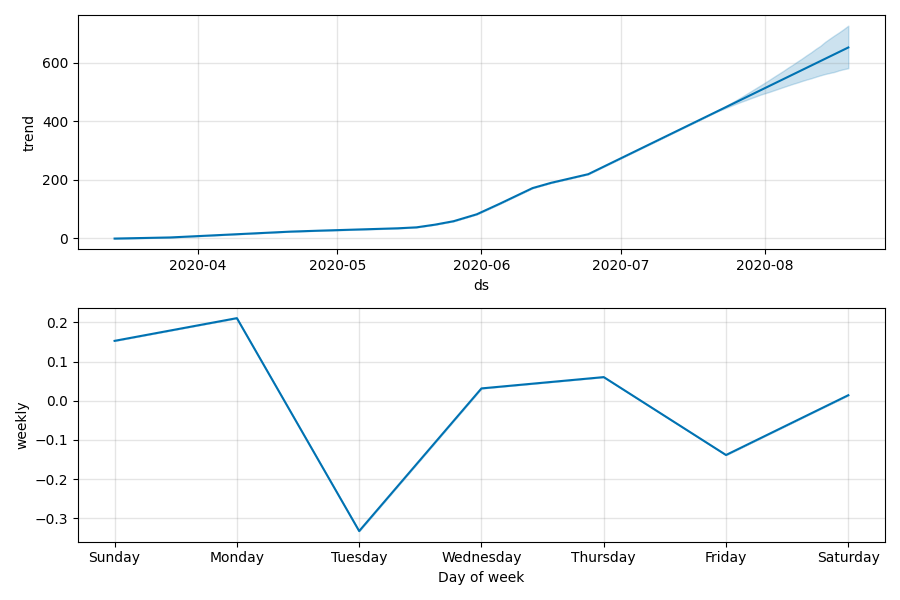 600
400
200
0
trend
2020-04 2020-05 2020-06 2020-07 2020-08
ds
0.2
0.1
0.0
−0.1
−0.2
−0.3
weekly
Sunday Monday Tuesday Wednesday Thursday Friday Saturday
Day of week